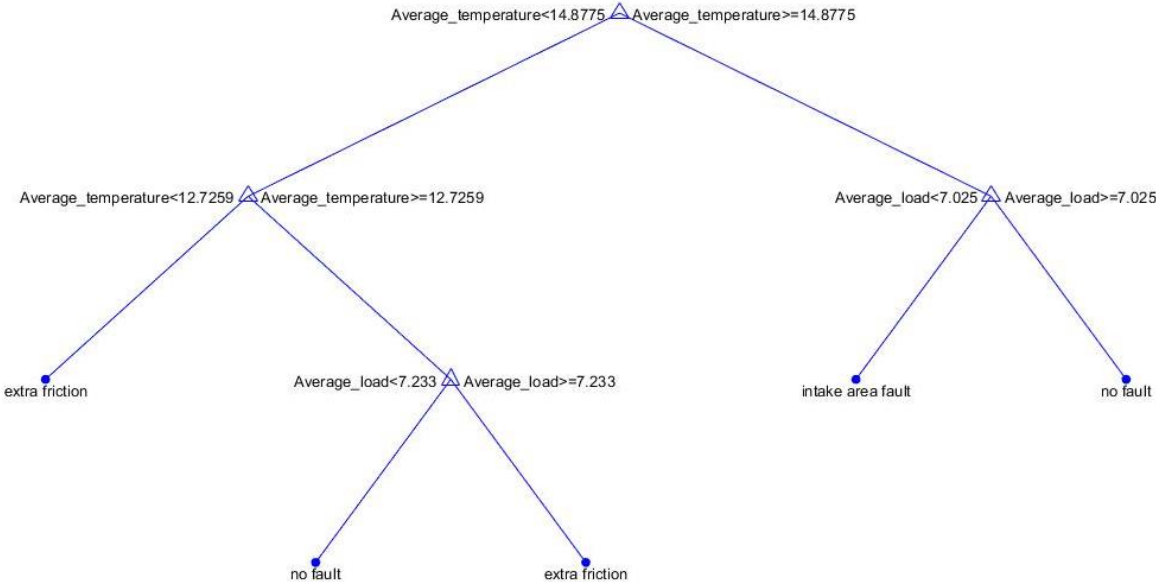 Average_temperature<14.8775 Average_temperature>=14.8775
Average_temperature<12.7259 Average_temperature>=12.7259
Average_load<7.025 Average_load>=7.025
extra friction
Average_load<7.233 Average_load>=7.233
intake area fault
no fault
no fault
extra friction